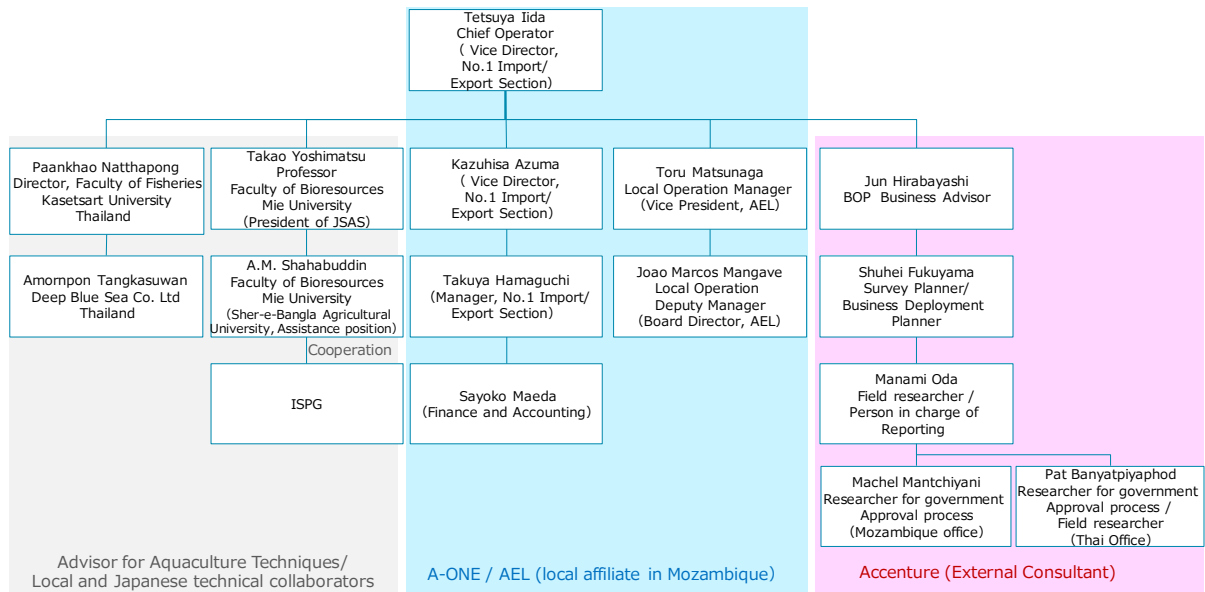 Tetsuya Iida
Chief Operator
( Vice Director,
No.1 Import/
Export Section)
Paankhao Natthapong
Director, Faculty of Fisheries
Kasetsart University
Thailand
Takao Yoshimatsu
Professor
Faculty of Bioresources
Mie University
(President of JSAS)
Kazuhisa Azuma
( Vice Director,
No.1 Import/
Export Section)
Toru Matsunaga
Local Operation Manager
(Vice President, AEL)
Jun Hirabayashi
BOP Business Advisor
Amornpon Tangkasuwan
Deep Blue Sea Co. Ltd
Thailand
A.M. Shahabuddin
Faculty of Bioresources
Mie University
(Sher-e-Bangla Agricultural
University, Assistance position)
Takuya Hamaguchi
(Manager, No.1 Import/
Export Section)
Joao Marcos Mangave
Local Operation
Deputy Manager
(Board Director, AEL)
Shuhei Fukuyama
Survey Planner/
Business Deployment
Planner
Cooperation
ISPG
Sayoko Maeda
(Finance and Accounting)
Manami Oda
Field researcher /
Person in charge of
Reporting
Machel Mantchiyani
Researcher for government
Approval process
(Mozambique office)
Pat Banyatpiyaphod
Researcher for government
Approval process /
Field researcher
(Thai Office)
Advisor for Aquaculture Techniques/
Local and Japanese technical collaborators
A-ONE / AEL (local affiliate in Mozambique)
Accenture (External Consultant)